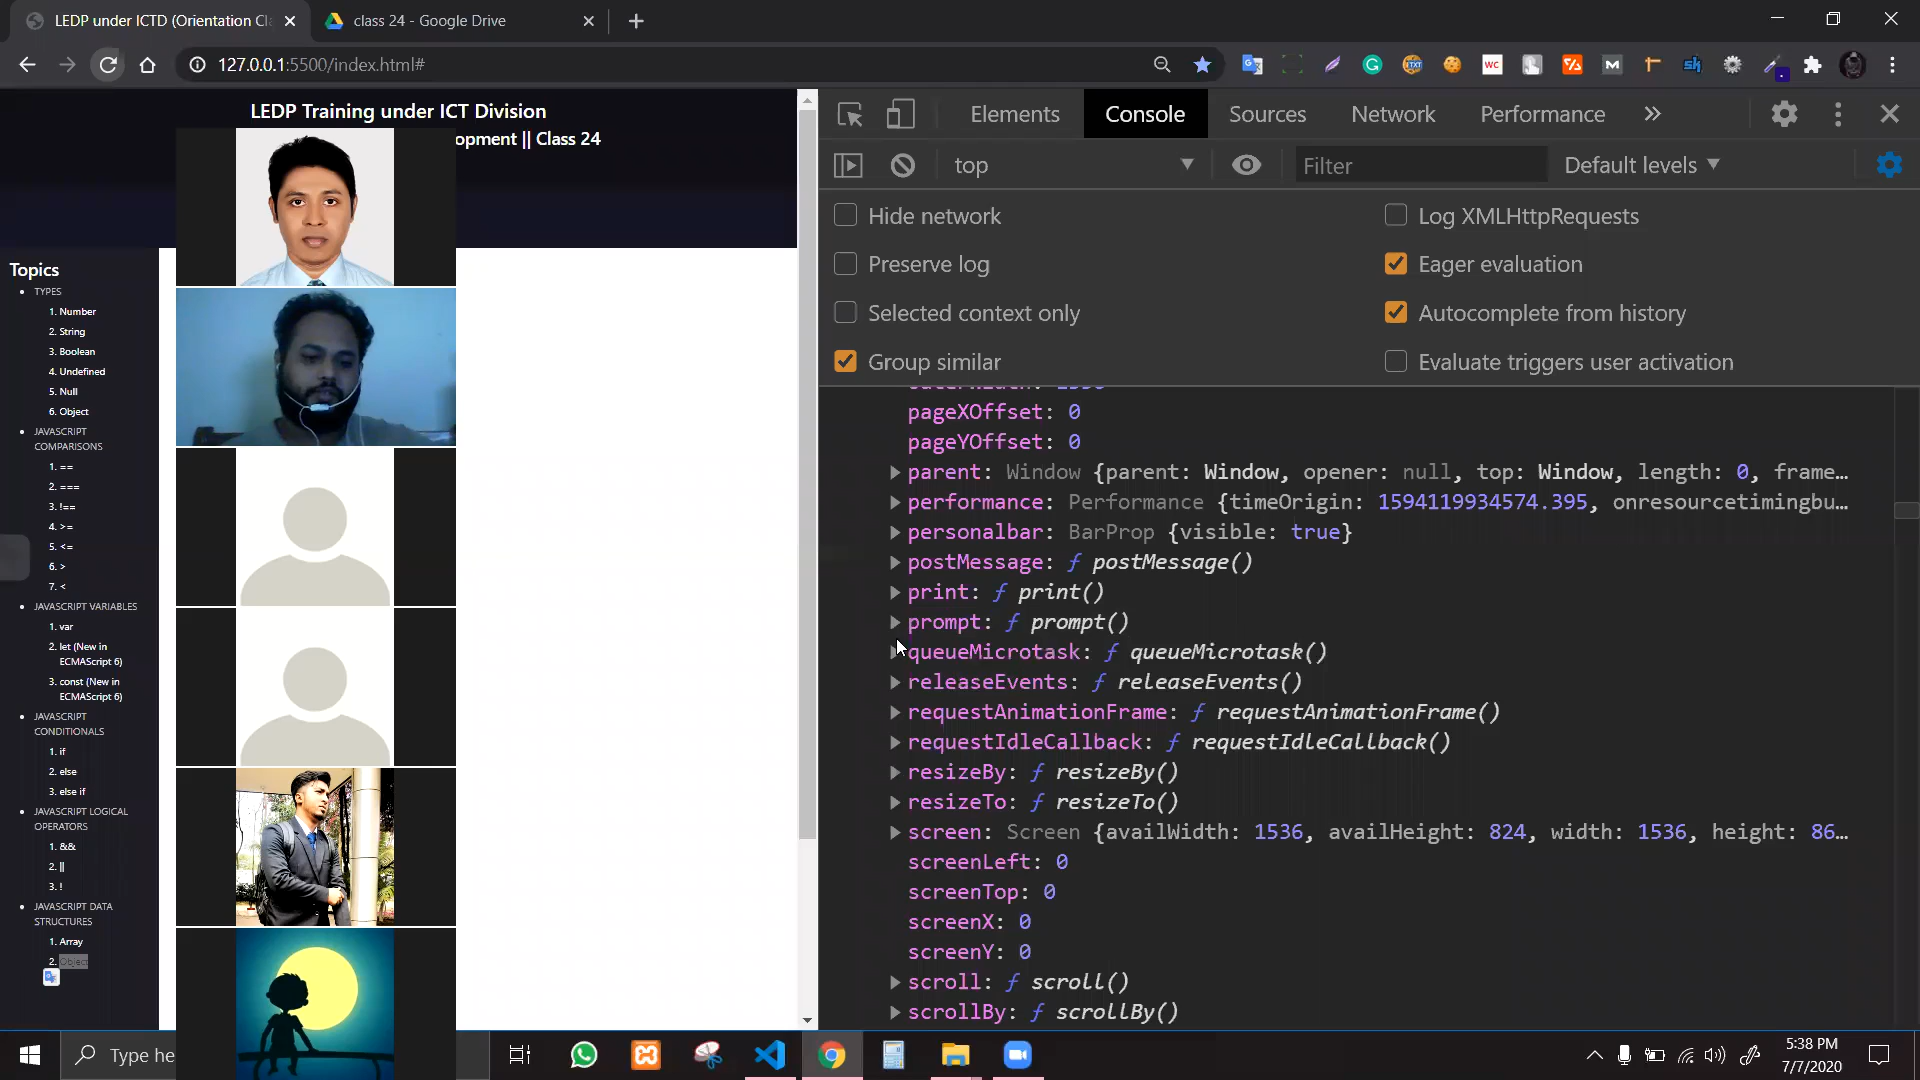 LEDP under ICTD (Orientation Cla
class 24 - Google Drive
127.0.0.1:5500/index.html#
LEDP Training under ICT Division
opment || Class 24
Topics
TYPES
1. Number
2. String
3. Boolean
4. Undefined
5. Null
6. Object
JAVASCRIPT
COMPARISONS
1. ==
2. ===
3. !==
4. >=
5. <=
6. >
7. <
JAVASCRIPT VARIABLES
1. var
2. let (New in
ECMAScript 6)
3. const (New in
ECMAScript 6)
JAVASCRIPT
CONDITIONALS
1. if
2. else
3. else if
JAVASCRIPT LOGICAL
OPERATORS
1. &&
2. ||
3. !
JAVASCRIPT DATA
STRUCTURES
1. Array
2. Object
Elements Console Sources Network Performance
top Filter Default levels
Hide network Log XMLHttpRequests
Preserve log Eager evaluation
Selected context only Autocomplete from history
Group similar Evaluate triggers user activation
pageXOffset: 0
pageYOffset: 0
parent: Window {parent: Window, opener: null, top: Window, length: 0, frame…
performance: Performance {timeOrigin: 1594119934574.395, onresourcetimingbu…
personalbar: BarProp {visible: true}
postMessage: ƒ postMessage()
print: ƒ print()
prompt: ƒ prompt()
queueMicrotask: ƒ queueMicrotask()
releaseEvents: ƒ releaseEvents()
requestAnimationFrame: ƒ requestAnimationFrame()
requestIdleCallback: ƒ requestIdleCallback()
resizeBy: ƒ resizeBy()
resizeTo: ƒ resizeTo()
screen: Screen {availWidth: 1536, availHeight: 824, width: 1536, height: 86…
screenLeft: 0
screenTop: 0
screenX: 0
screenY: 0
scroll: ƒ scroll()
scrollBy: ƒ scrollBy()
Type he
5:38 PM
7/7/2020